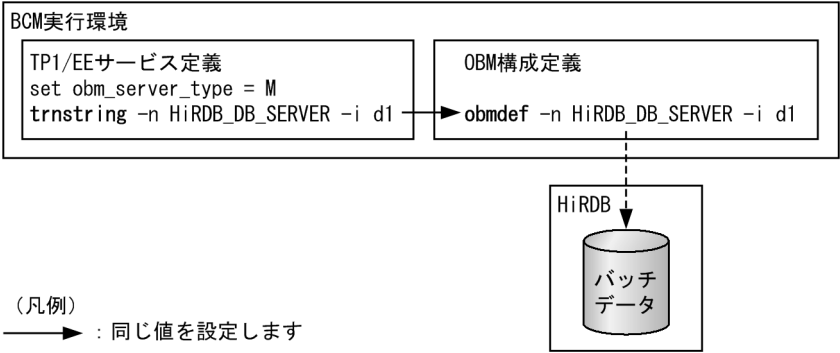 BCM実行環境
TP1/EEサービス定義
set obm_server_type = M
trnstring -n HiRDB_DB_SERVER -i d1
OBM構成定義
obmdef -n HiRDB_DB_SERVER -i d1
HiRDB
バッチ
データ
（凡例）
：同じ値を設定します